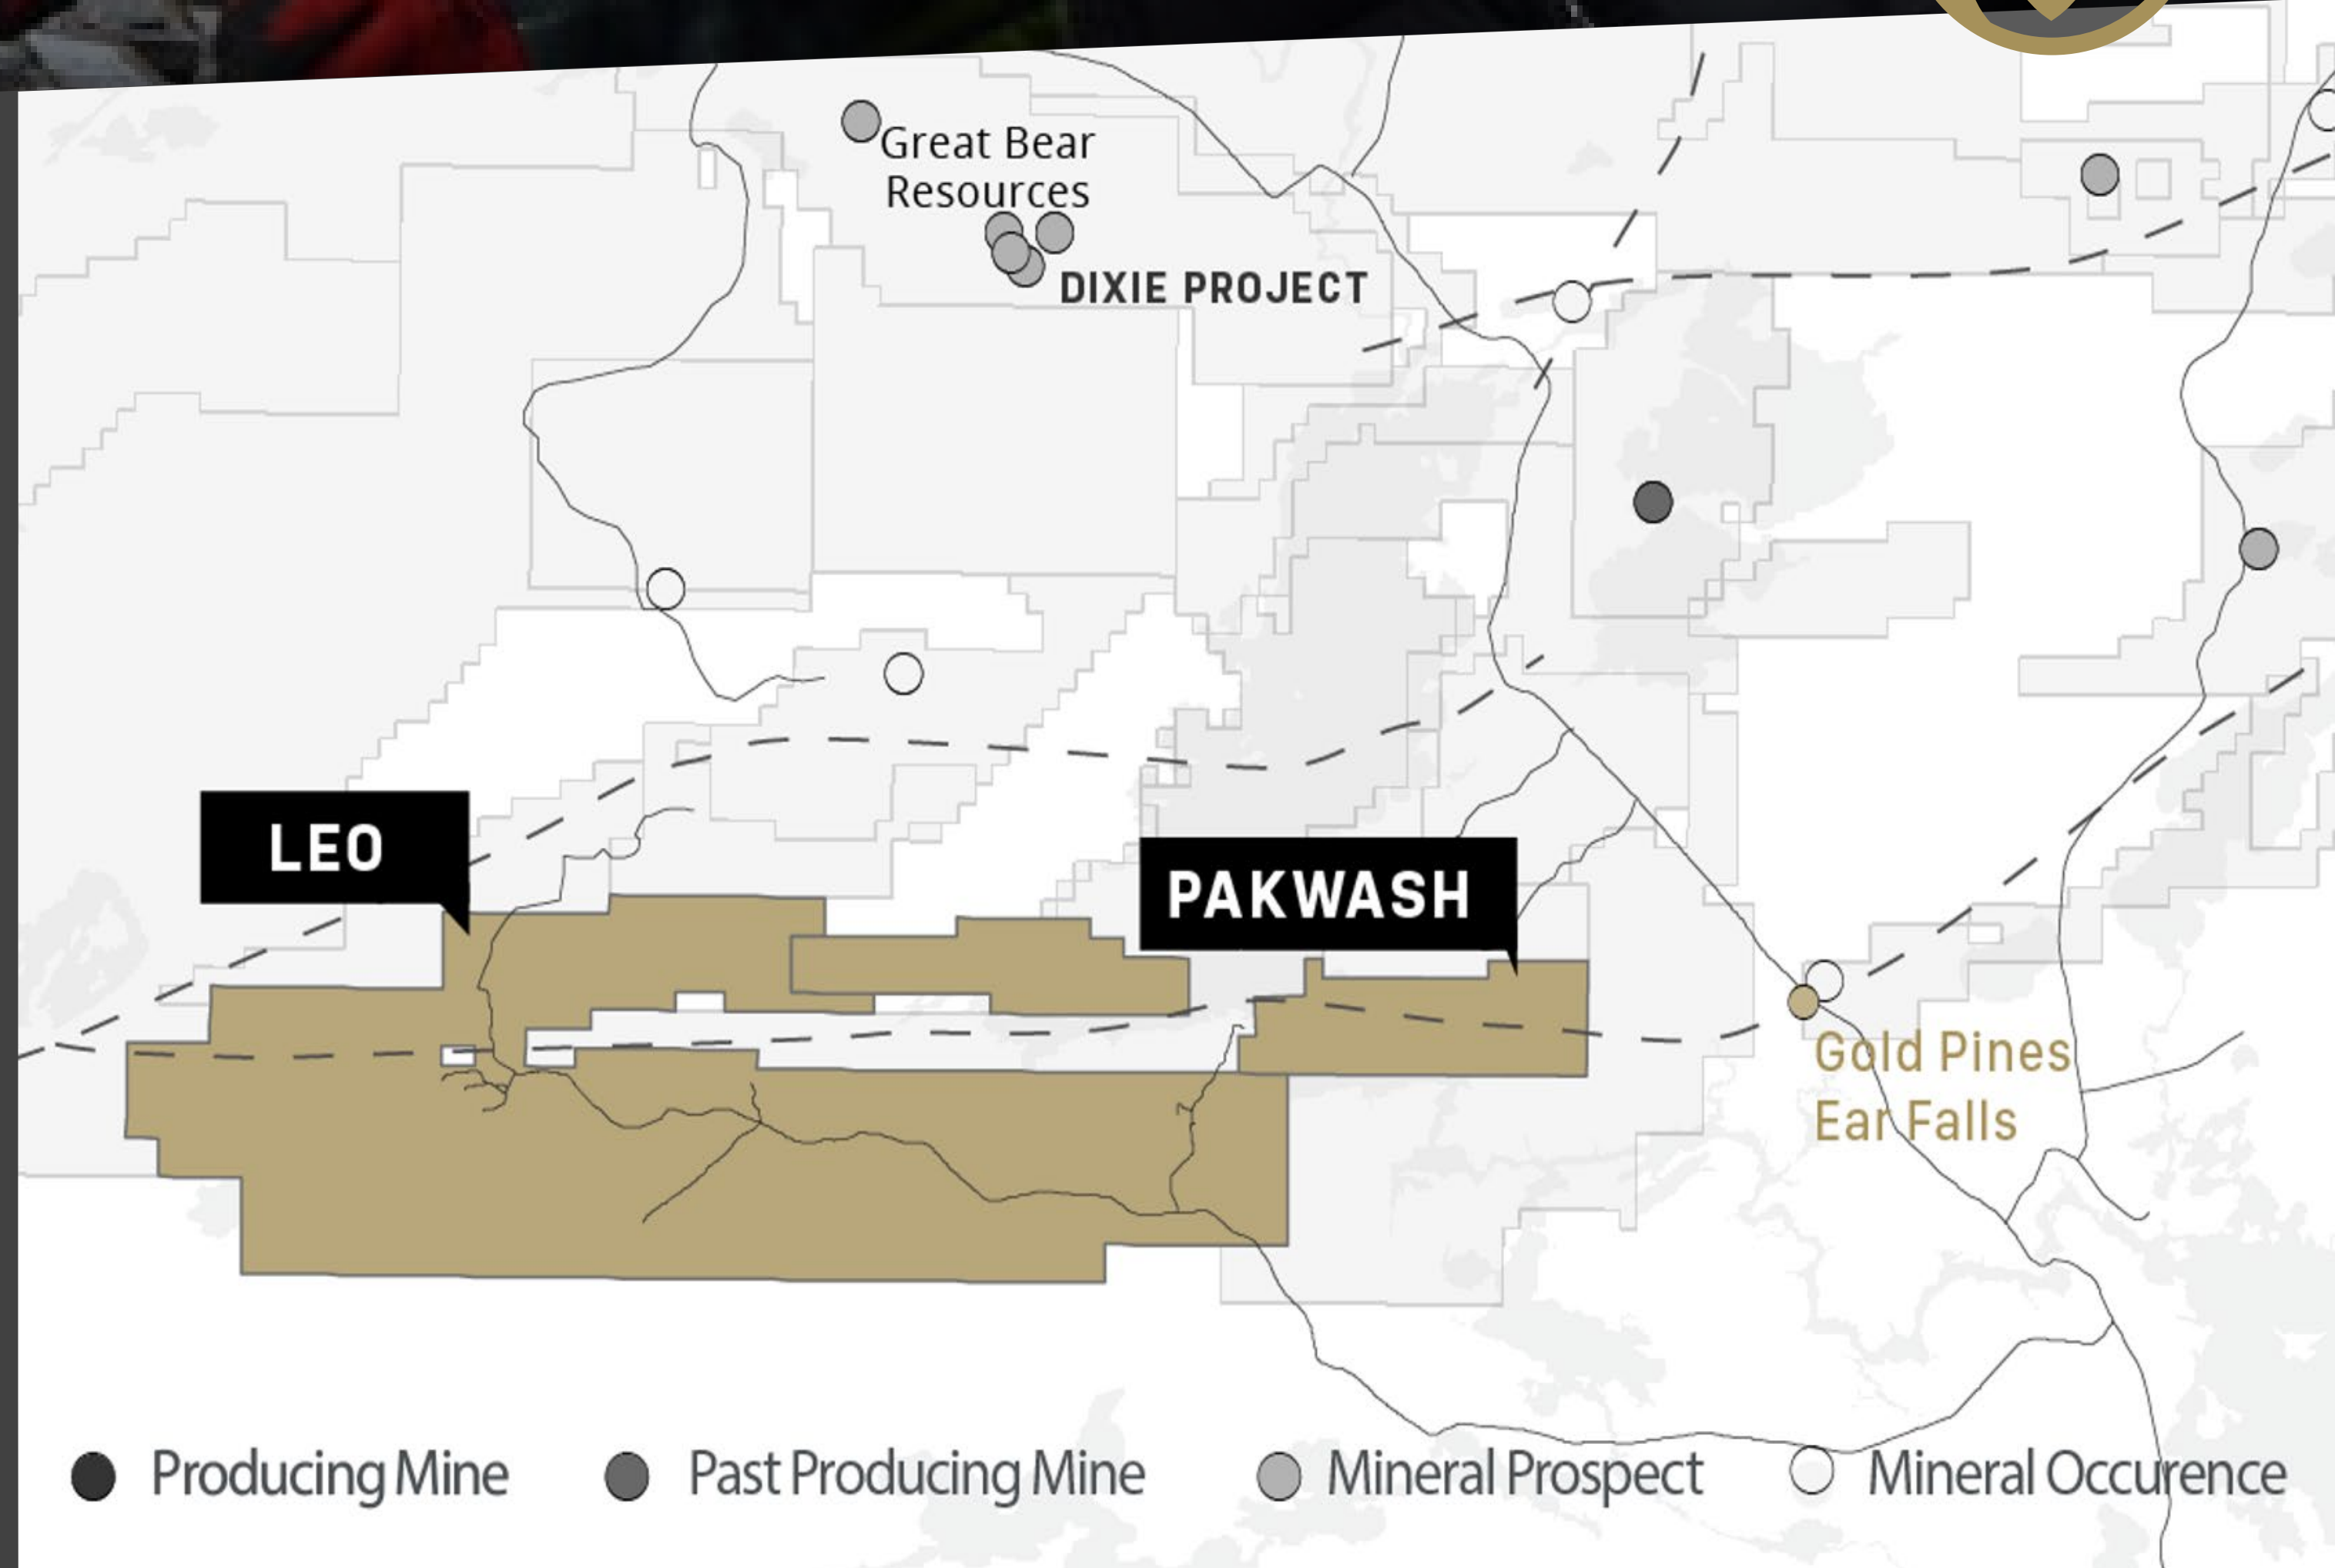 Great Bear
Resources
DIXIE PROJECT
LEO
PAKWASH
Gold Pines
Ear Falls
Producing Mine
Past Producing Mine
Mineral Prospect
Mineral Occurence